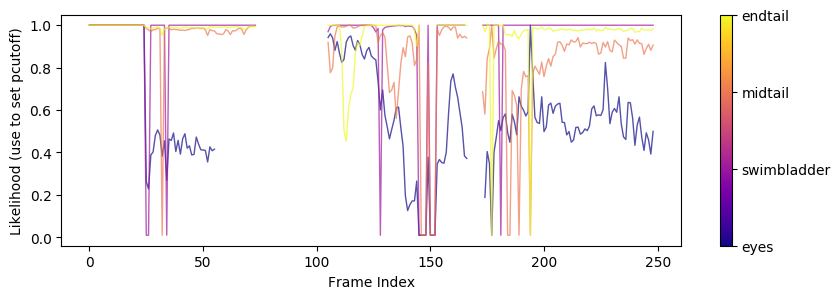 Likelihood (use to set pcutoff)
1.0
0.8
0.6
0.4
0.2
0.0
0
50
100
150
200
250
Frame Index
endtail
midtail
swimbladder
eyes